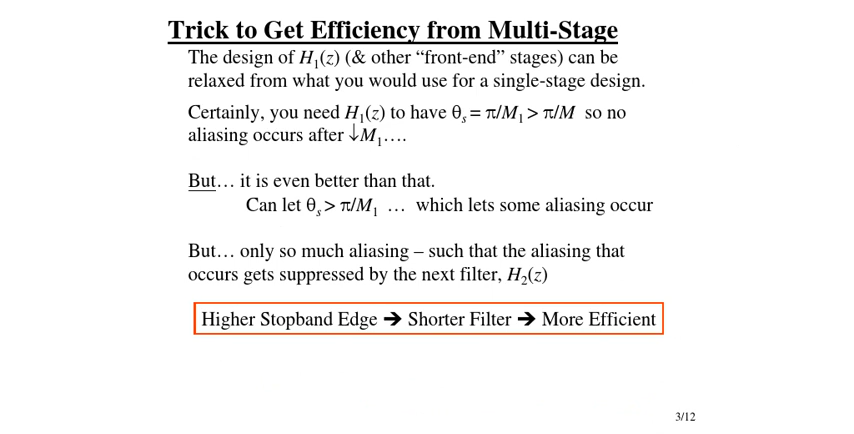 Trick to Get Efficiency from Multi-Stage
The design of H₁(z) (& other “front-end” stages) can be
relaxed from what you would use for a single-stage design.
Certainly, you need H₁(z) to have θₛ = π/M₁ > π/M so no
aliasing occurs after ↓M₁….
But… it is even better than that.
Can let θₛ > π/M₁ … which lets some aliasing occur
But… only so much aliasing – such that the aliasing that
occurs gets suppressed by the next filter, H₂(z)
Higher Stopband Edge ➔ Shorter Filter ➔ More Efficient
3/12